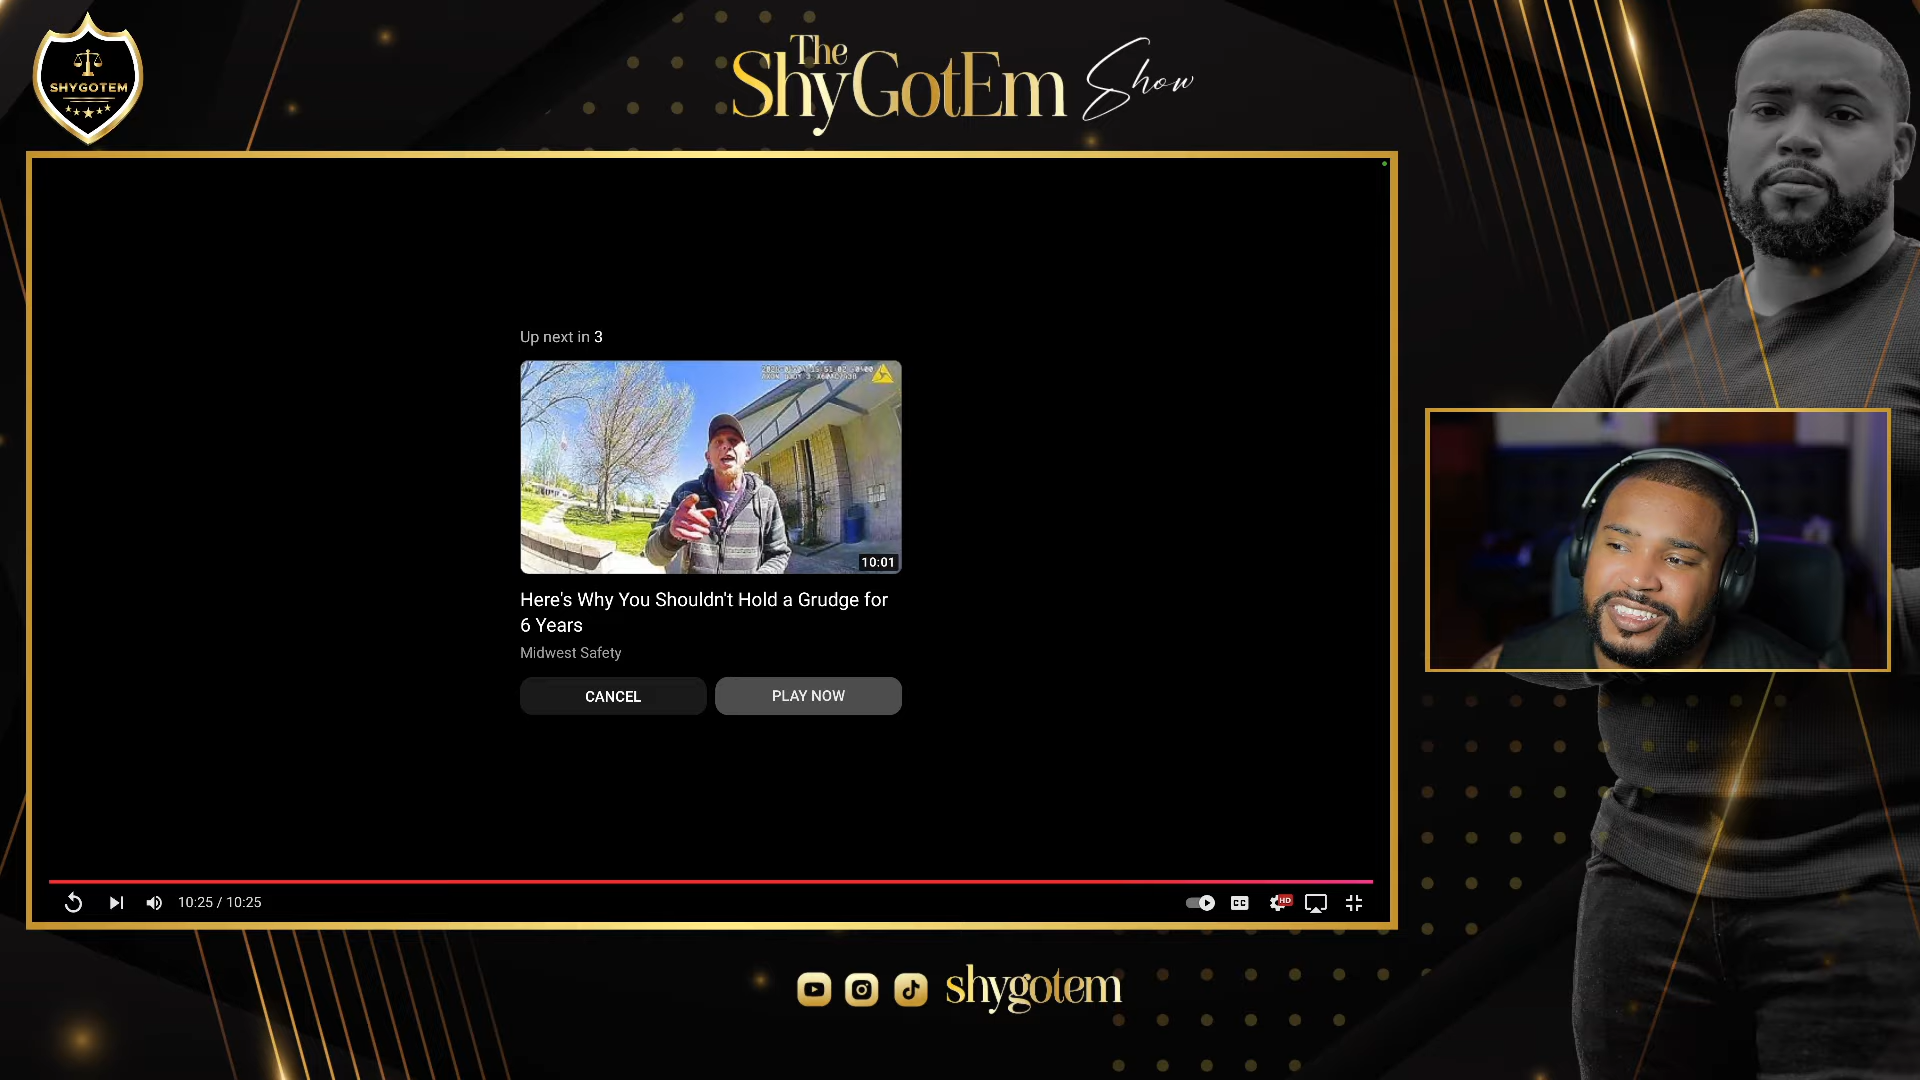 SHYGOTEM
The
ShyGotEm Show
Up next in 3
10:01
Here's Why You Shouldn't Hold a Grudge for
6 Years
Midwest Safety
CANCEL
PLAY NOW
10:25 / 10:25
CC
HD
shygotem